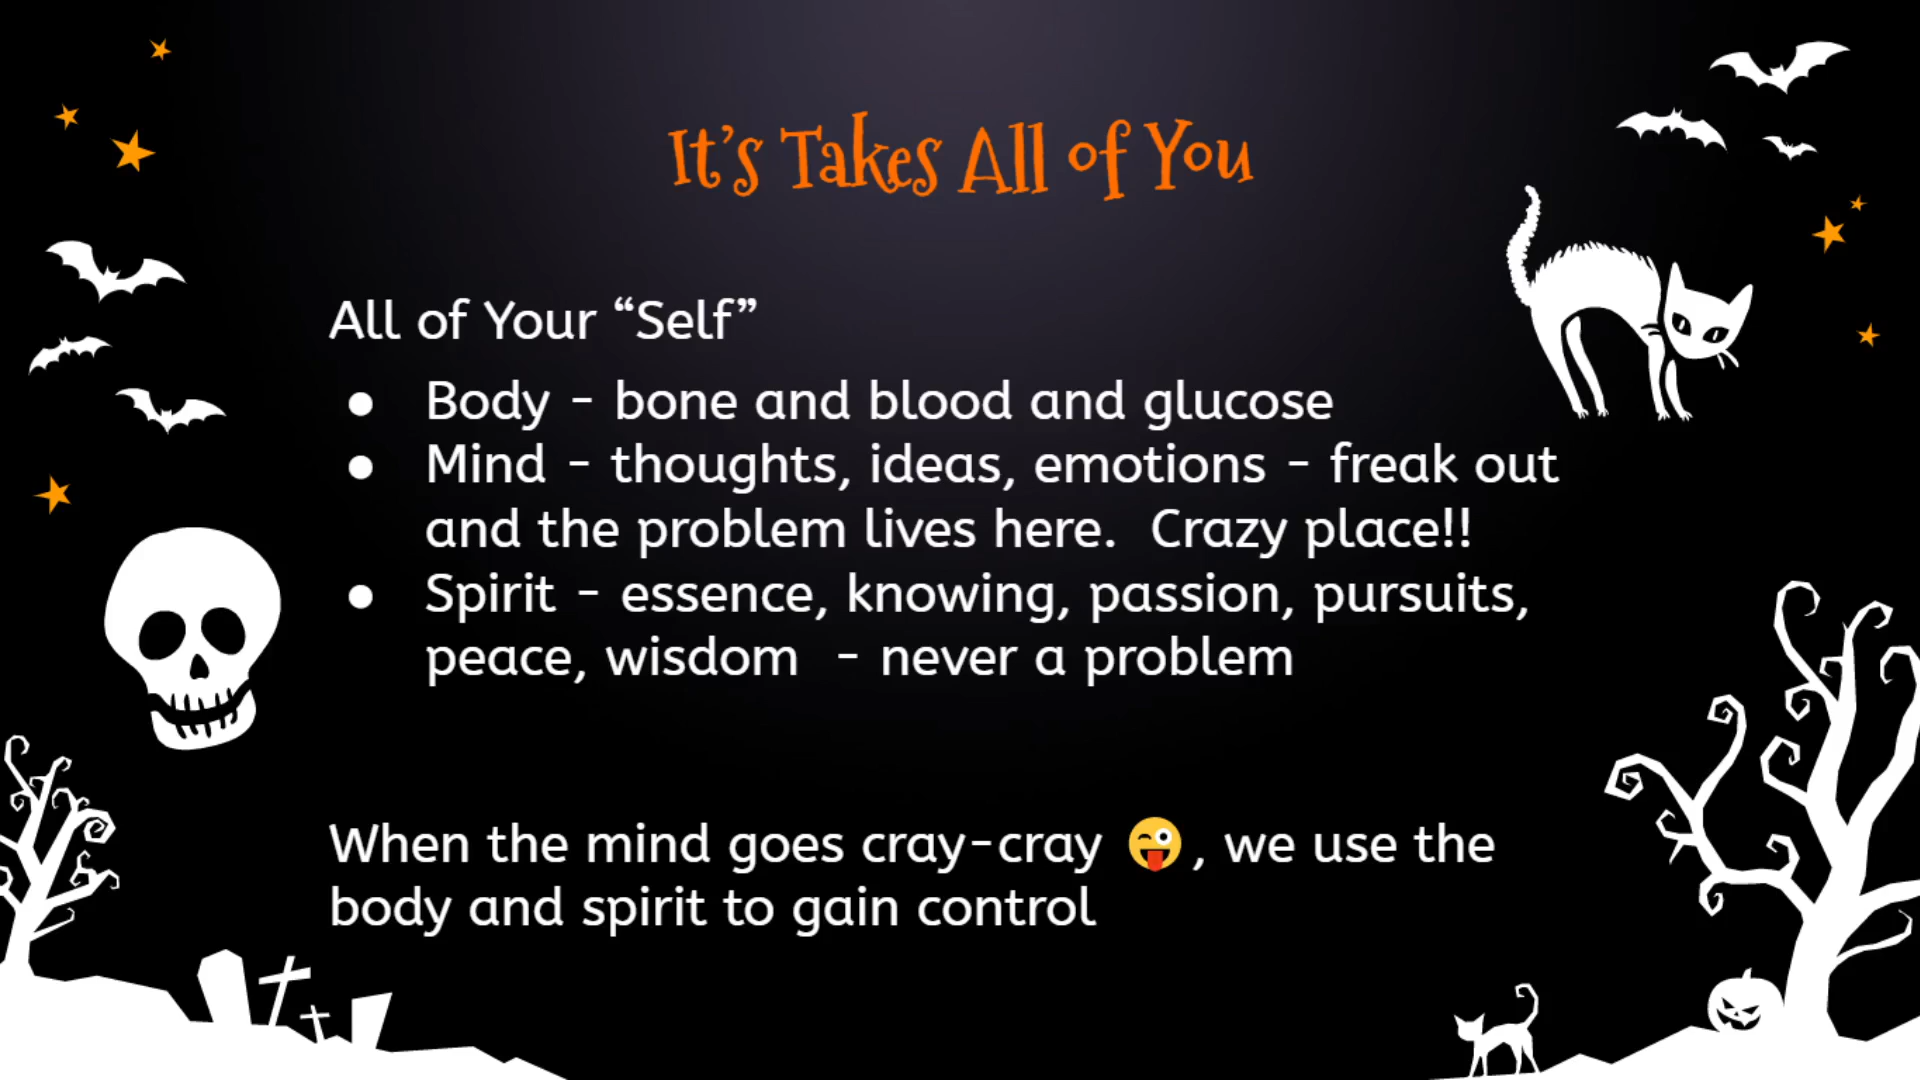 It’s Takes All of You
All of Your “Self”
● Body - bone and blood and glucose
● Mind - thoughts, ideas, emotions - freak out
and the problem lives here.  Crazy place!!
● Spirit - essence, knowing, passion, pursuits,
peace, wisdom  - never a problem
When the mind goes cray-cray 😜, we use the
body and spirit to gain control